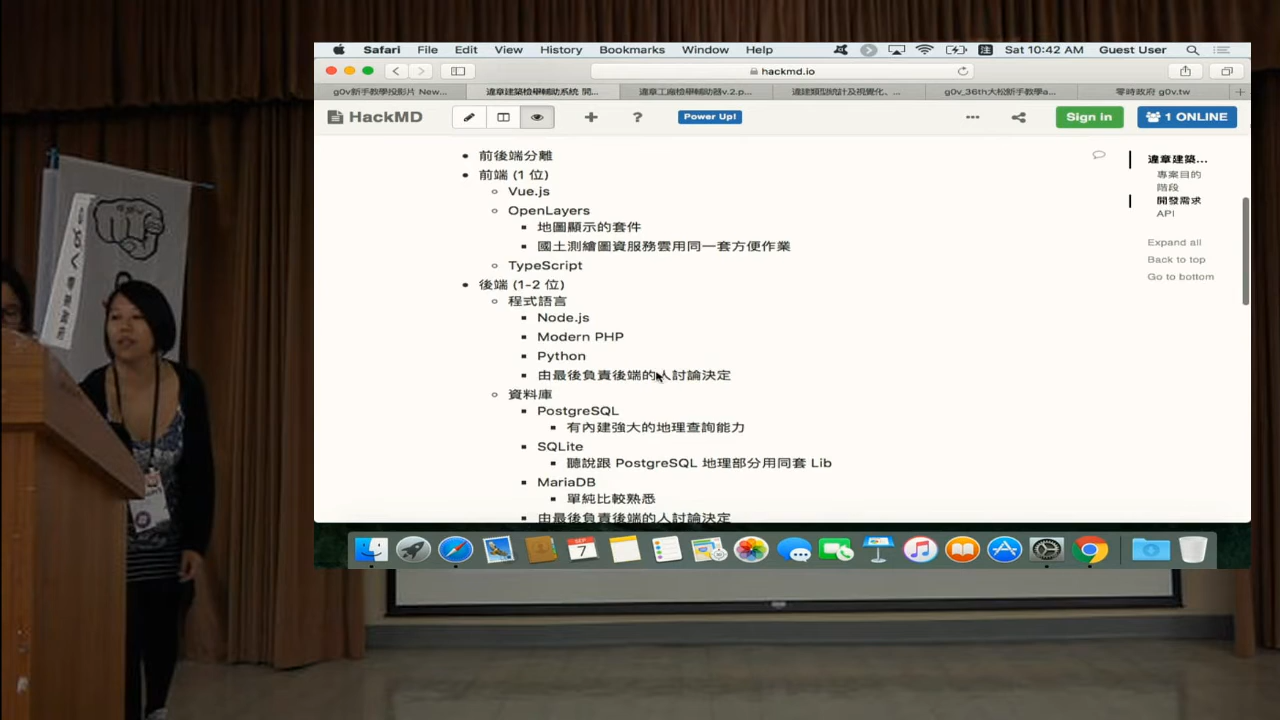 Safari File Edit View History Bookmarks Window Help Sat 10:42 AM Guest User
hackmd.io
g0v新手教學投影片 New... 違章建築檢舉輔助系統 開... 違章工廠檢舉輔助器v.2.p... 違建類型統計及視覺化、... g0v_36th大松新手教學a... 零時政府 g0v.tw
HackMD Power Up! Sign in 1 ONLINE
前後端分離
前端 (1 位)
Vue.js
OpenLayers
地圖顯示的套件
國土測繪圖資服務雲用同一套方便作業
TypeScript
後端 (1-2 位)
程式語言
Node.js
Modern PHP
Python
由最後負責後端的人討論決定
資料庫
PostgreSQL
有內建強大的地理查詢能力
SQLite
聽說跟 PostgreSQL 地理部分用同套 Lib
MariaDB
單純比較熟悉
由最後負責後端的人討論決定
違章建築...
專案目的
階段
開發需求
API
Expand all
Back to top
Go to bottom
SEP
7